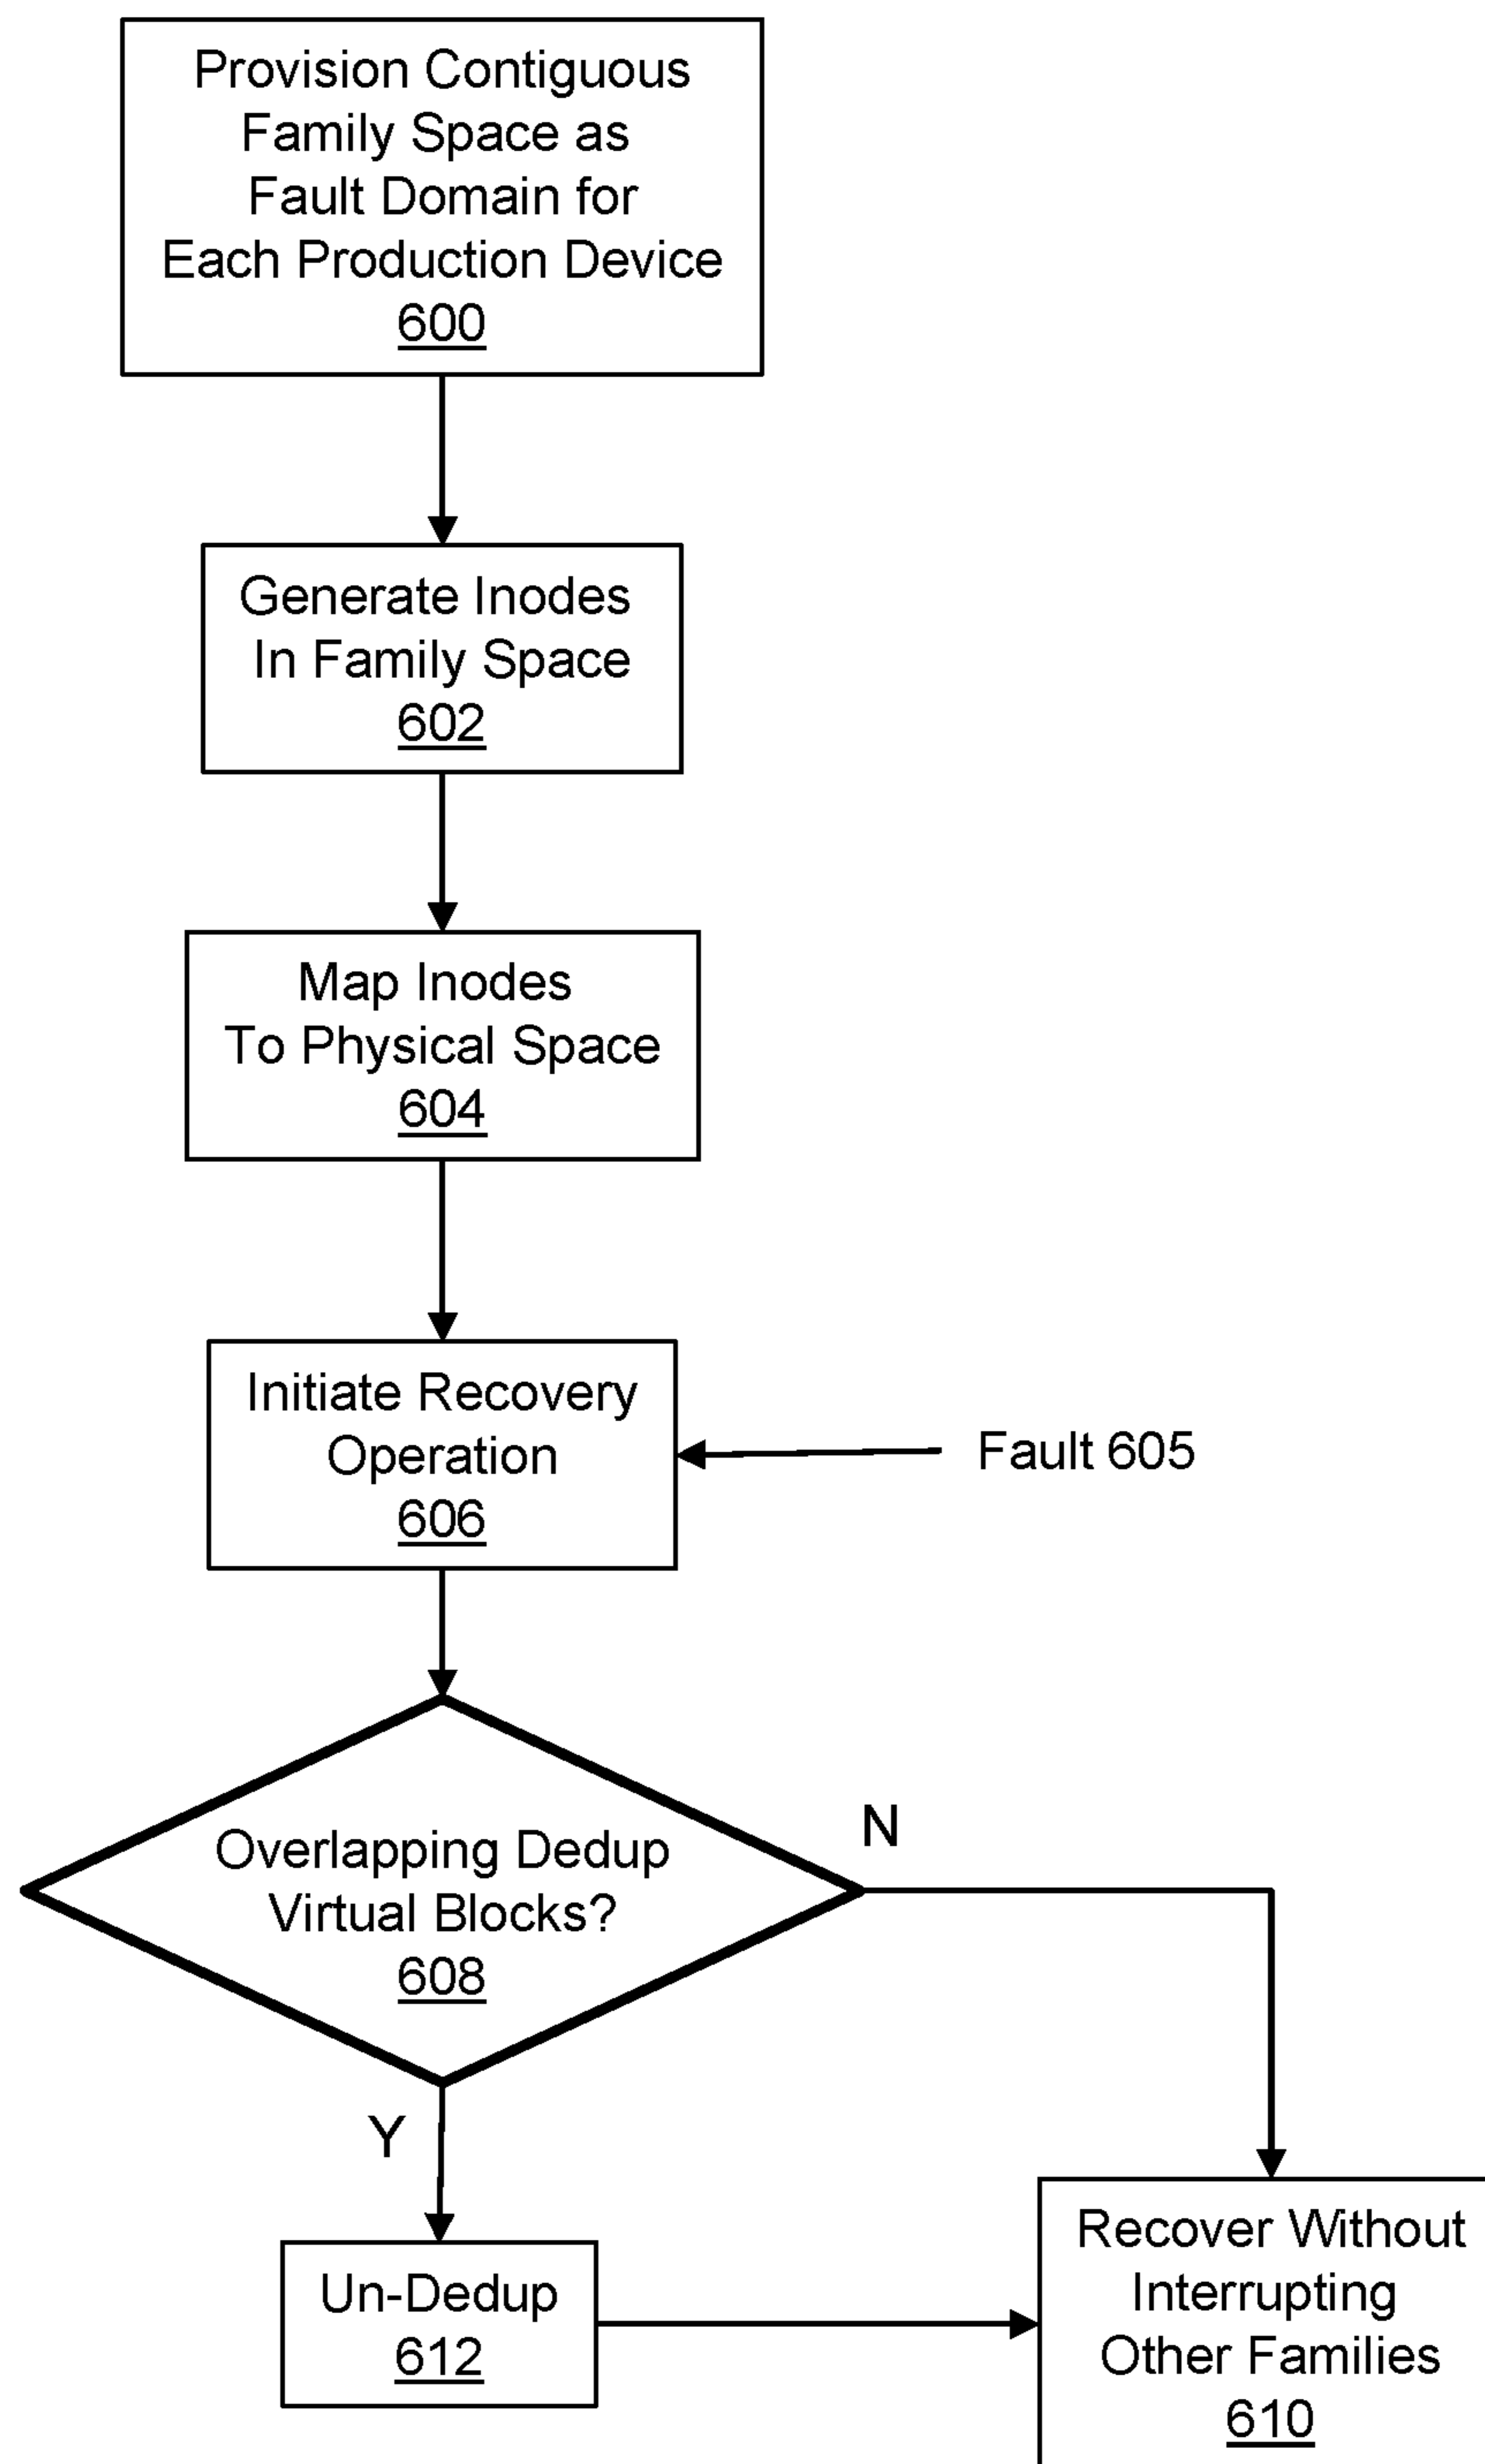 Provision Contiguous
Family Space as
Fault Domain for
Each Production Device
600
Generate Inodes
In Family Space
602
Map Inodes
To Physical Space
604
Initiate Recovery
Operation
606
Fault 605
Overlapping Dedup
Virtual Blocks?
608
N
Y
Un-Dedup
612
Recover Without
Interrupting
Other Families
610